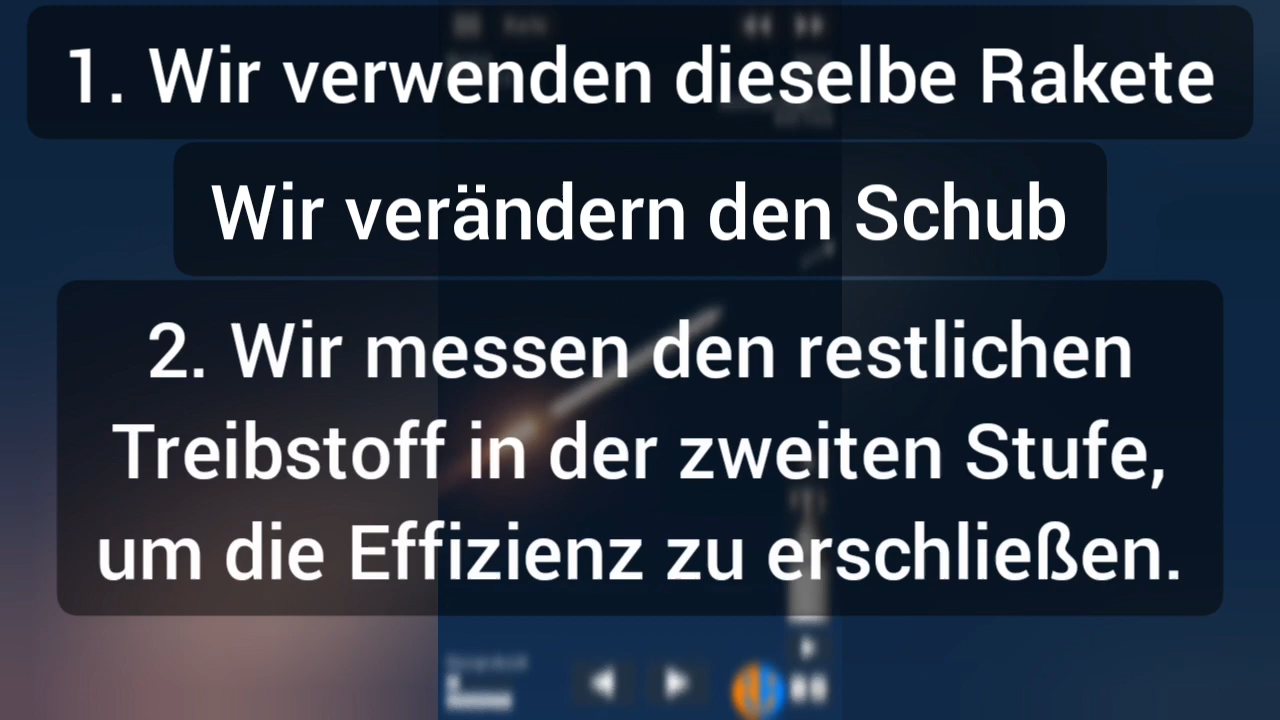 1. Wir verwenden dieselbe Rakete
Wir verändern den Schub
2. Wir messen den restlichen
Treibstoff in der zweiten Stufe,
um die Effizienz zu erschließen.